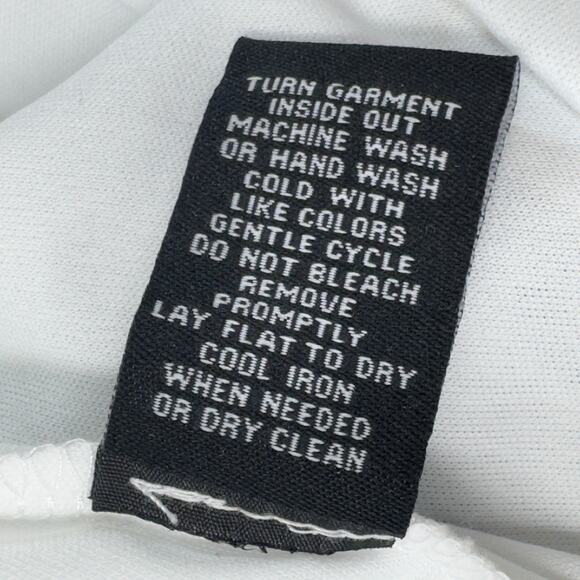 TURN GARMENT
INSIDE OUT
MACHINE WASH
OR HAND WASH
COLD WITH
LIKE COLORS
GENTLE CYCLE
DO NOT BLEACH
REMOVE
PROMPTLY
LAY FLAT TO DRY
COOL IRON
WHEN NEEDED
OR DRY CLEAN